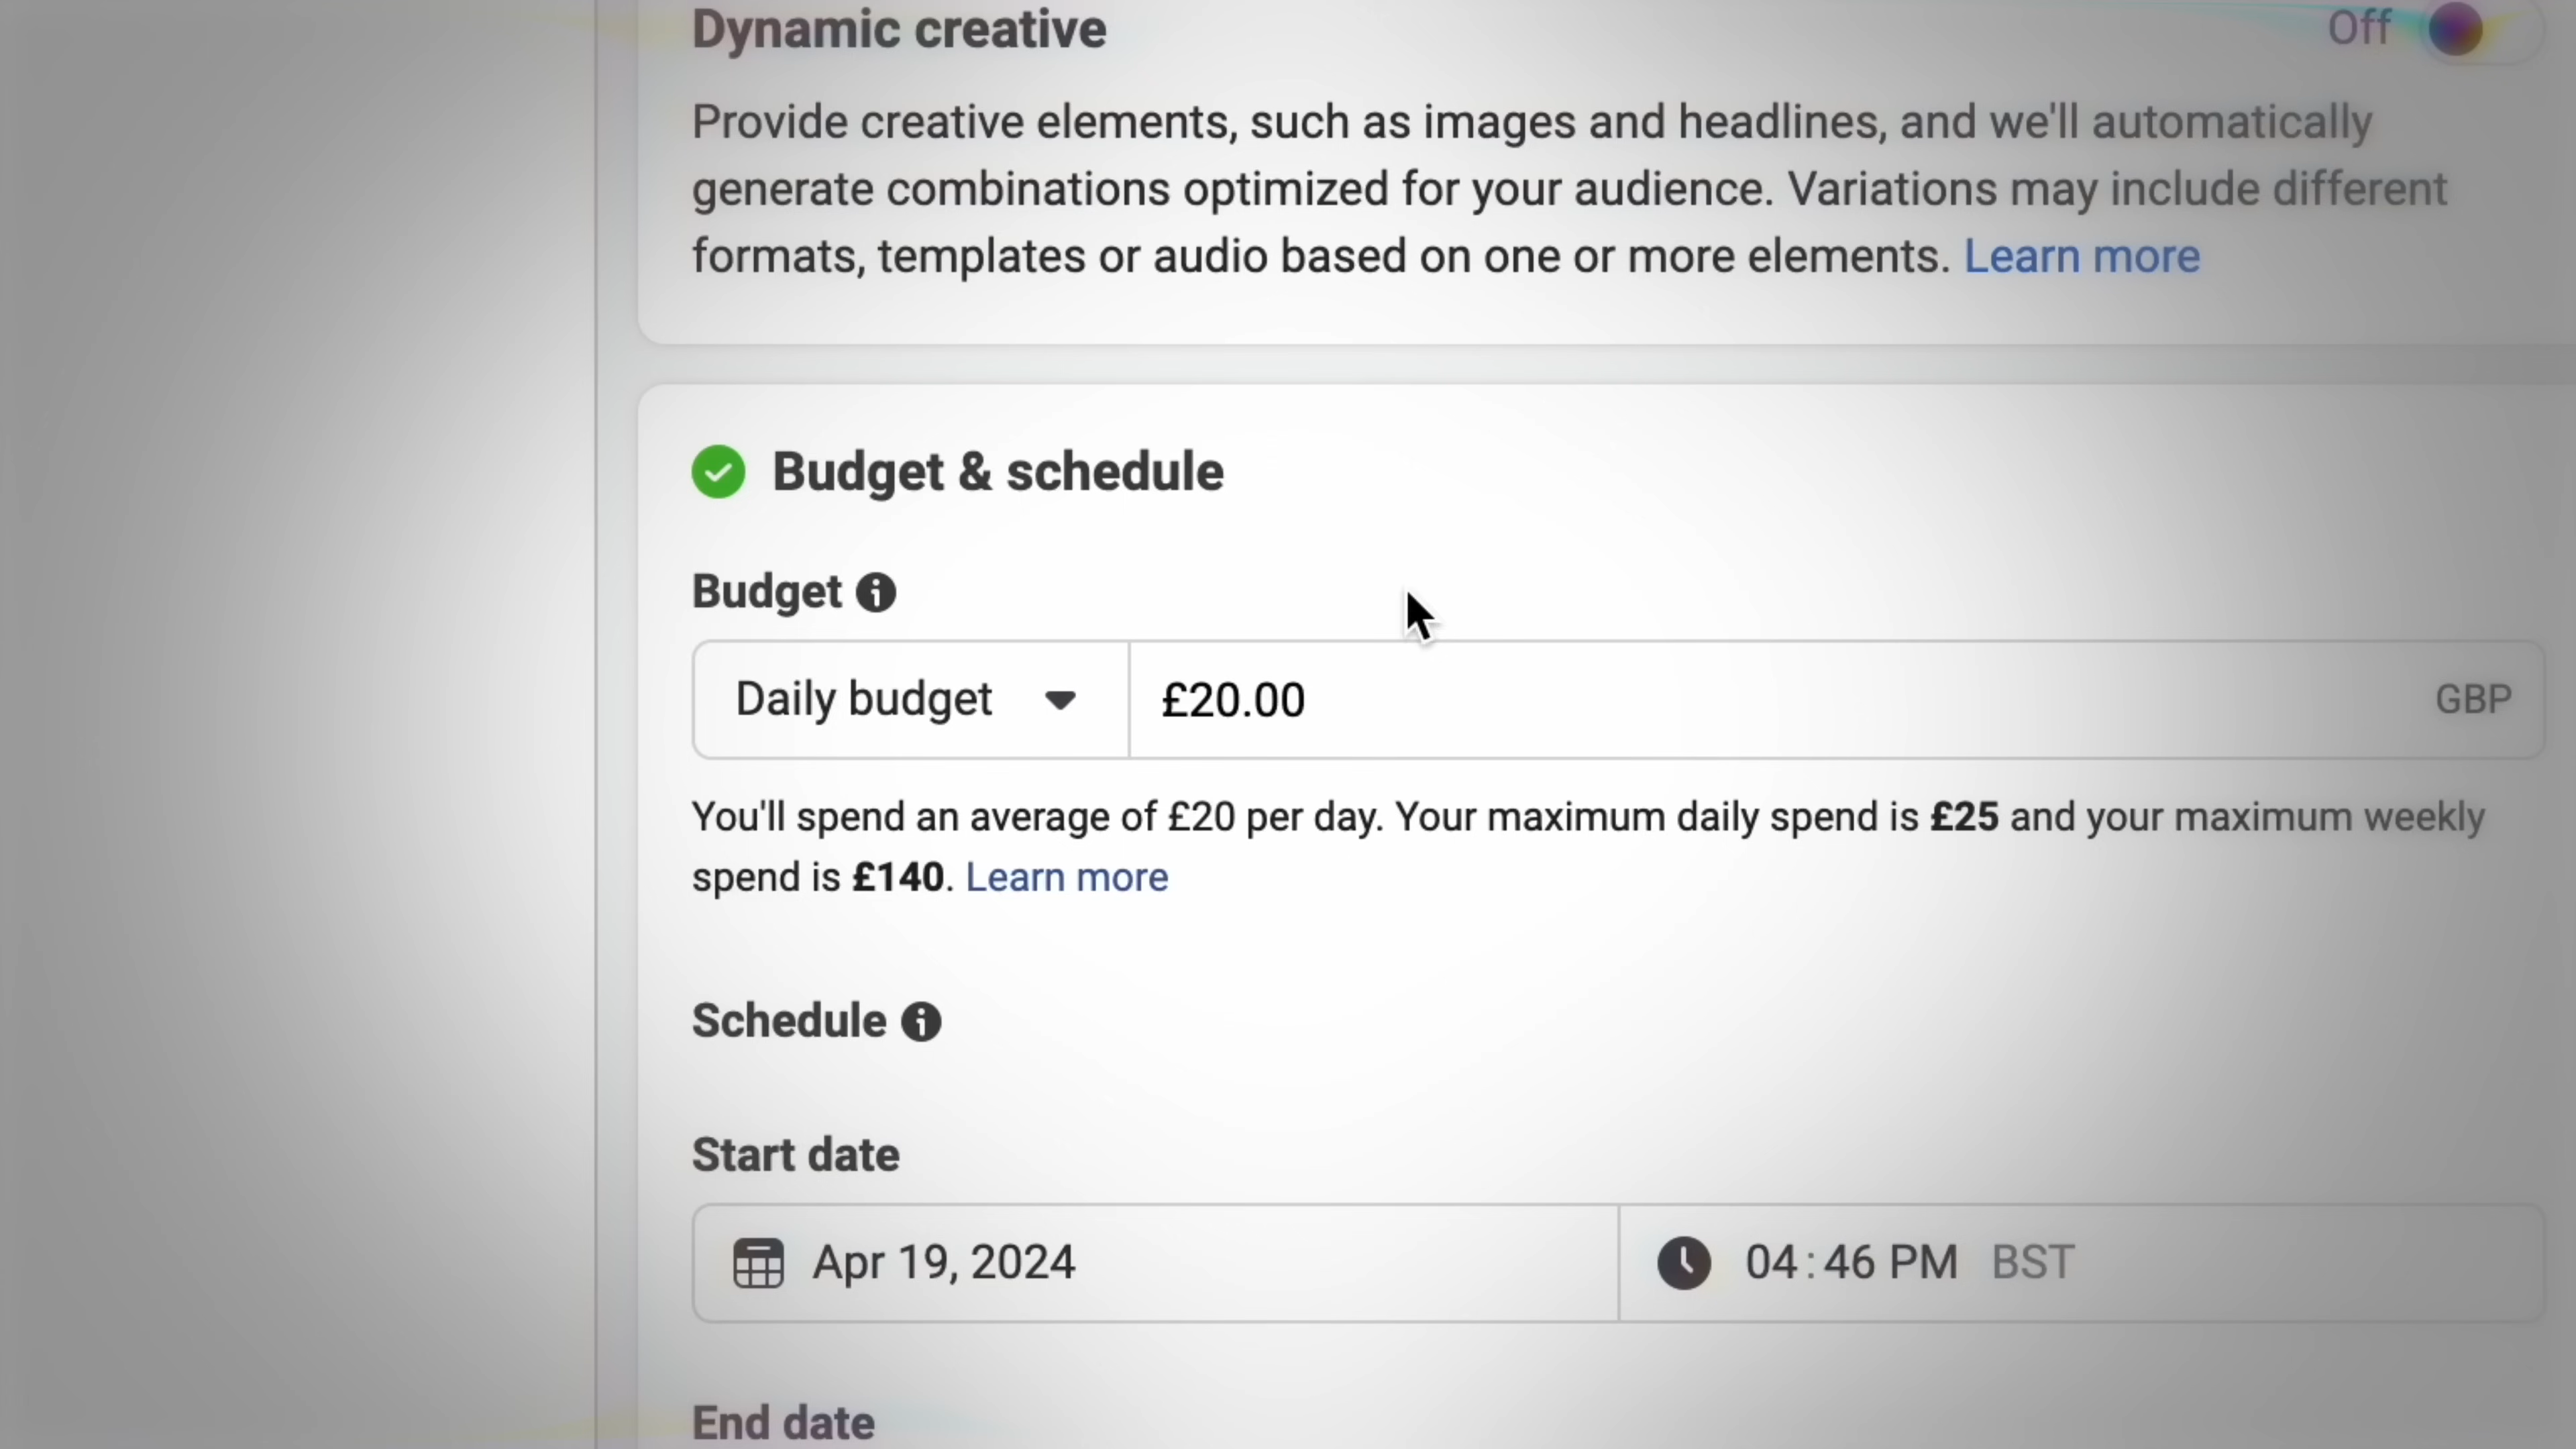 Dynamic creative
Off
Provide creative elements, such as images and headlines, and we'll automatically
generate combinations optimized for your audience. Variations may include different
formats, templates or audio based on one or more elements. Learn more
Budget & schedule
Budget
Daily budget
£20.00
GBP
You'll spend an average of £20 per day. Your maximum daily spend is £25 and your maximum weekly
spend is £140. Learn more
Schedule
Start date
Apr 19, 2024
04:46 PM BST
End date